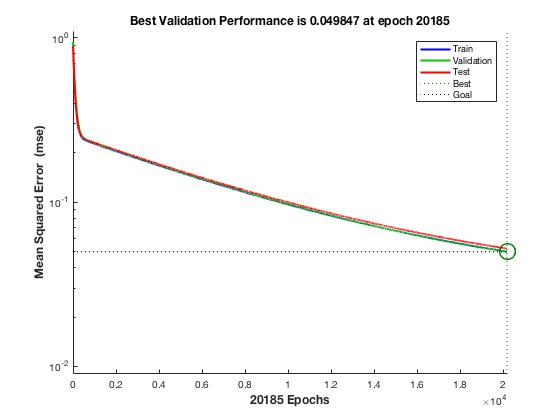 Best Validation Performance is 0.049847 at epoch 20185
Mean Squared Error (mse)
10^0
10^-1
10^-2
Train
Validation
Test
Best
Goal
0 0.2 0.4 0.6 0.8 1 1.2 1.4 1.6 1.8 2
×10^4
20185 Epochs